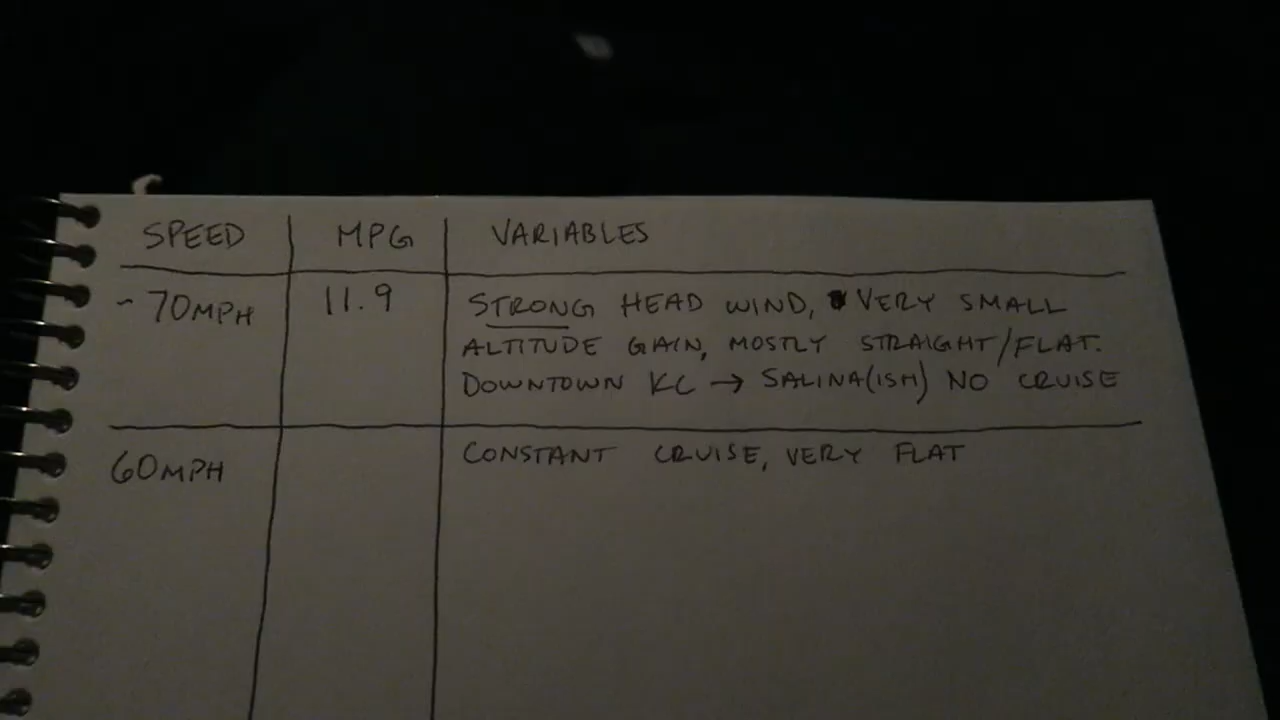 SPEED MPG VARIABLES
~70MPH 11.9 STRONG HEAD WIND, VERY SMALL
ALTITUDE GAIN, MOSTLY STRAIGHT/FLAT.
DOWNTOWN KC → SALINA(ISH) NO CRUISE
60MPH CONSTANT CRUISE, VERY FLAT